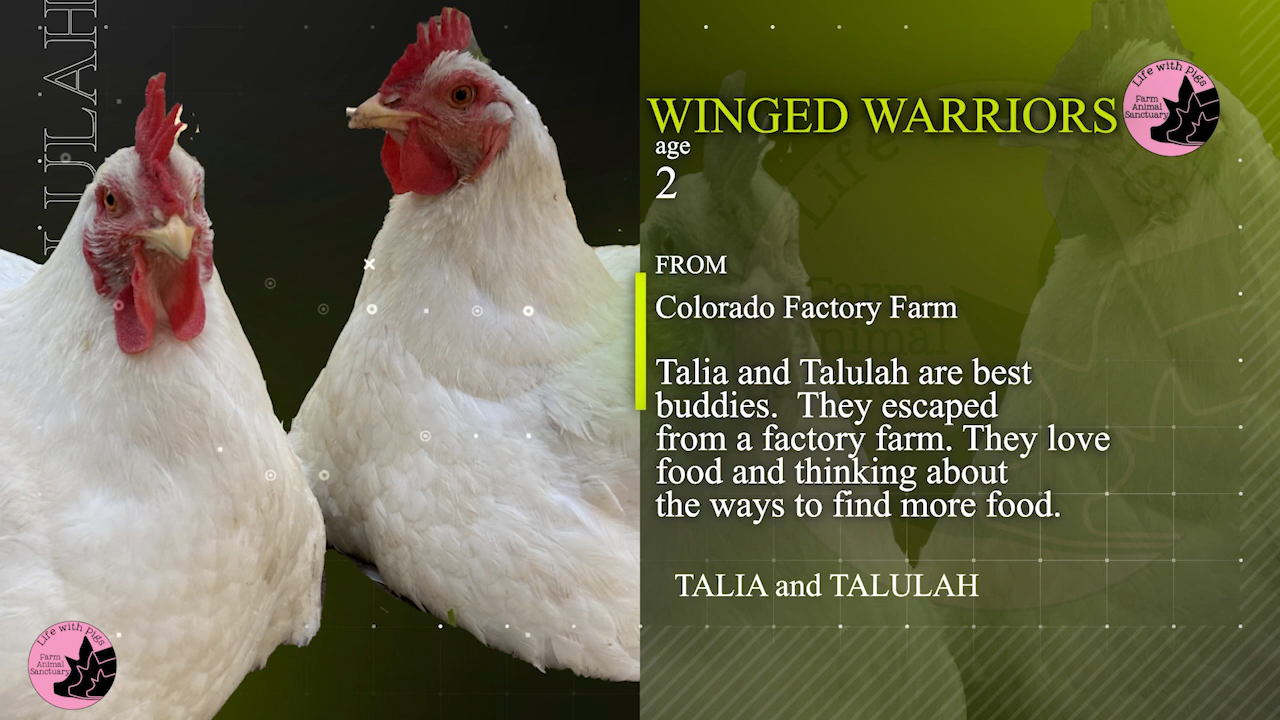 WINGED WARRIORS
Life with Pigs
Farm
Animal
Sanctuary
age
2
FROM
Colorado Factory Farm
Talia and Talulah are best
buddies.  They escaped
from a factory farm. They love
food and thinking about
the ways to find more food.
TALIA and TALULAH
Life with Pigs
Farm
Animal
Sanctuary